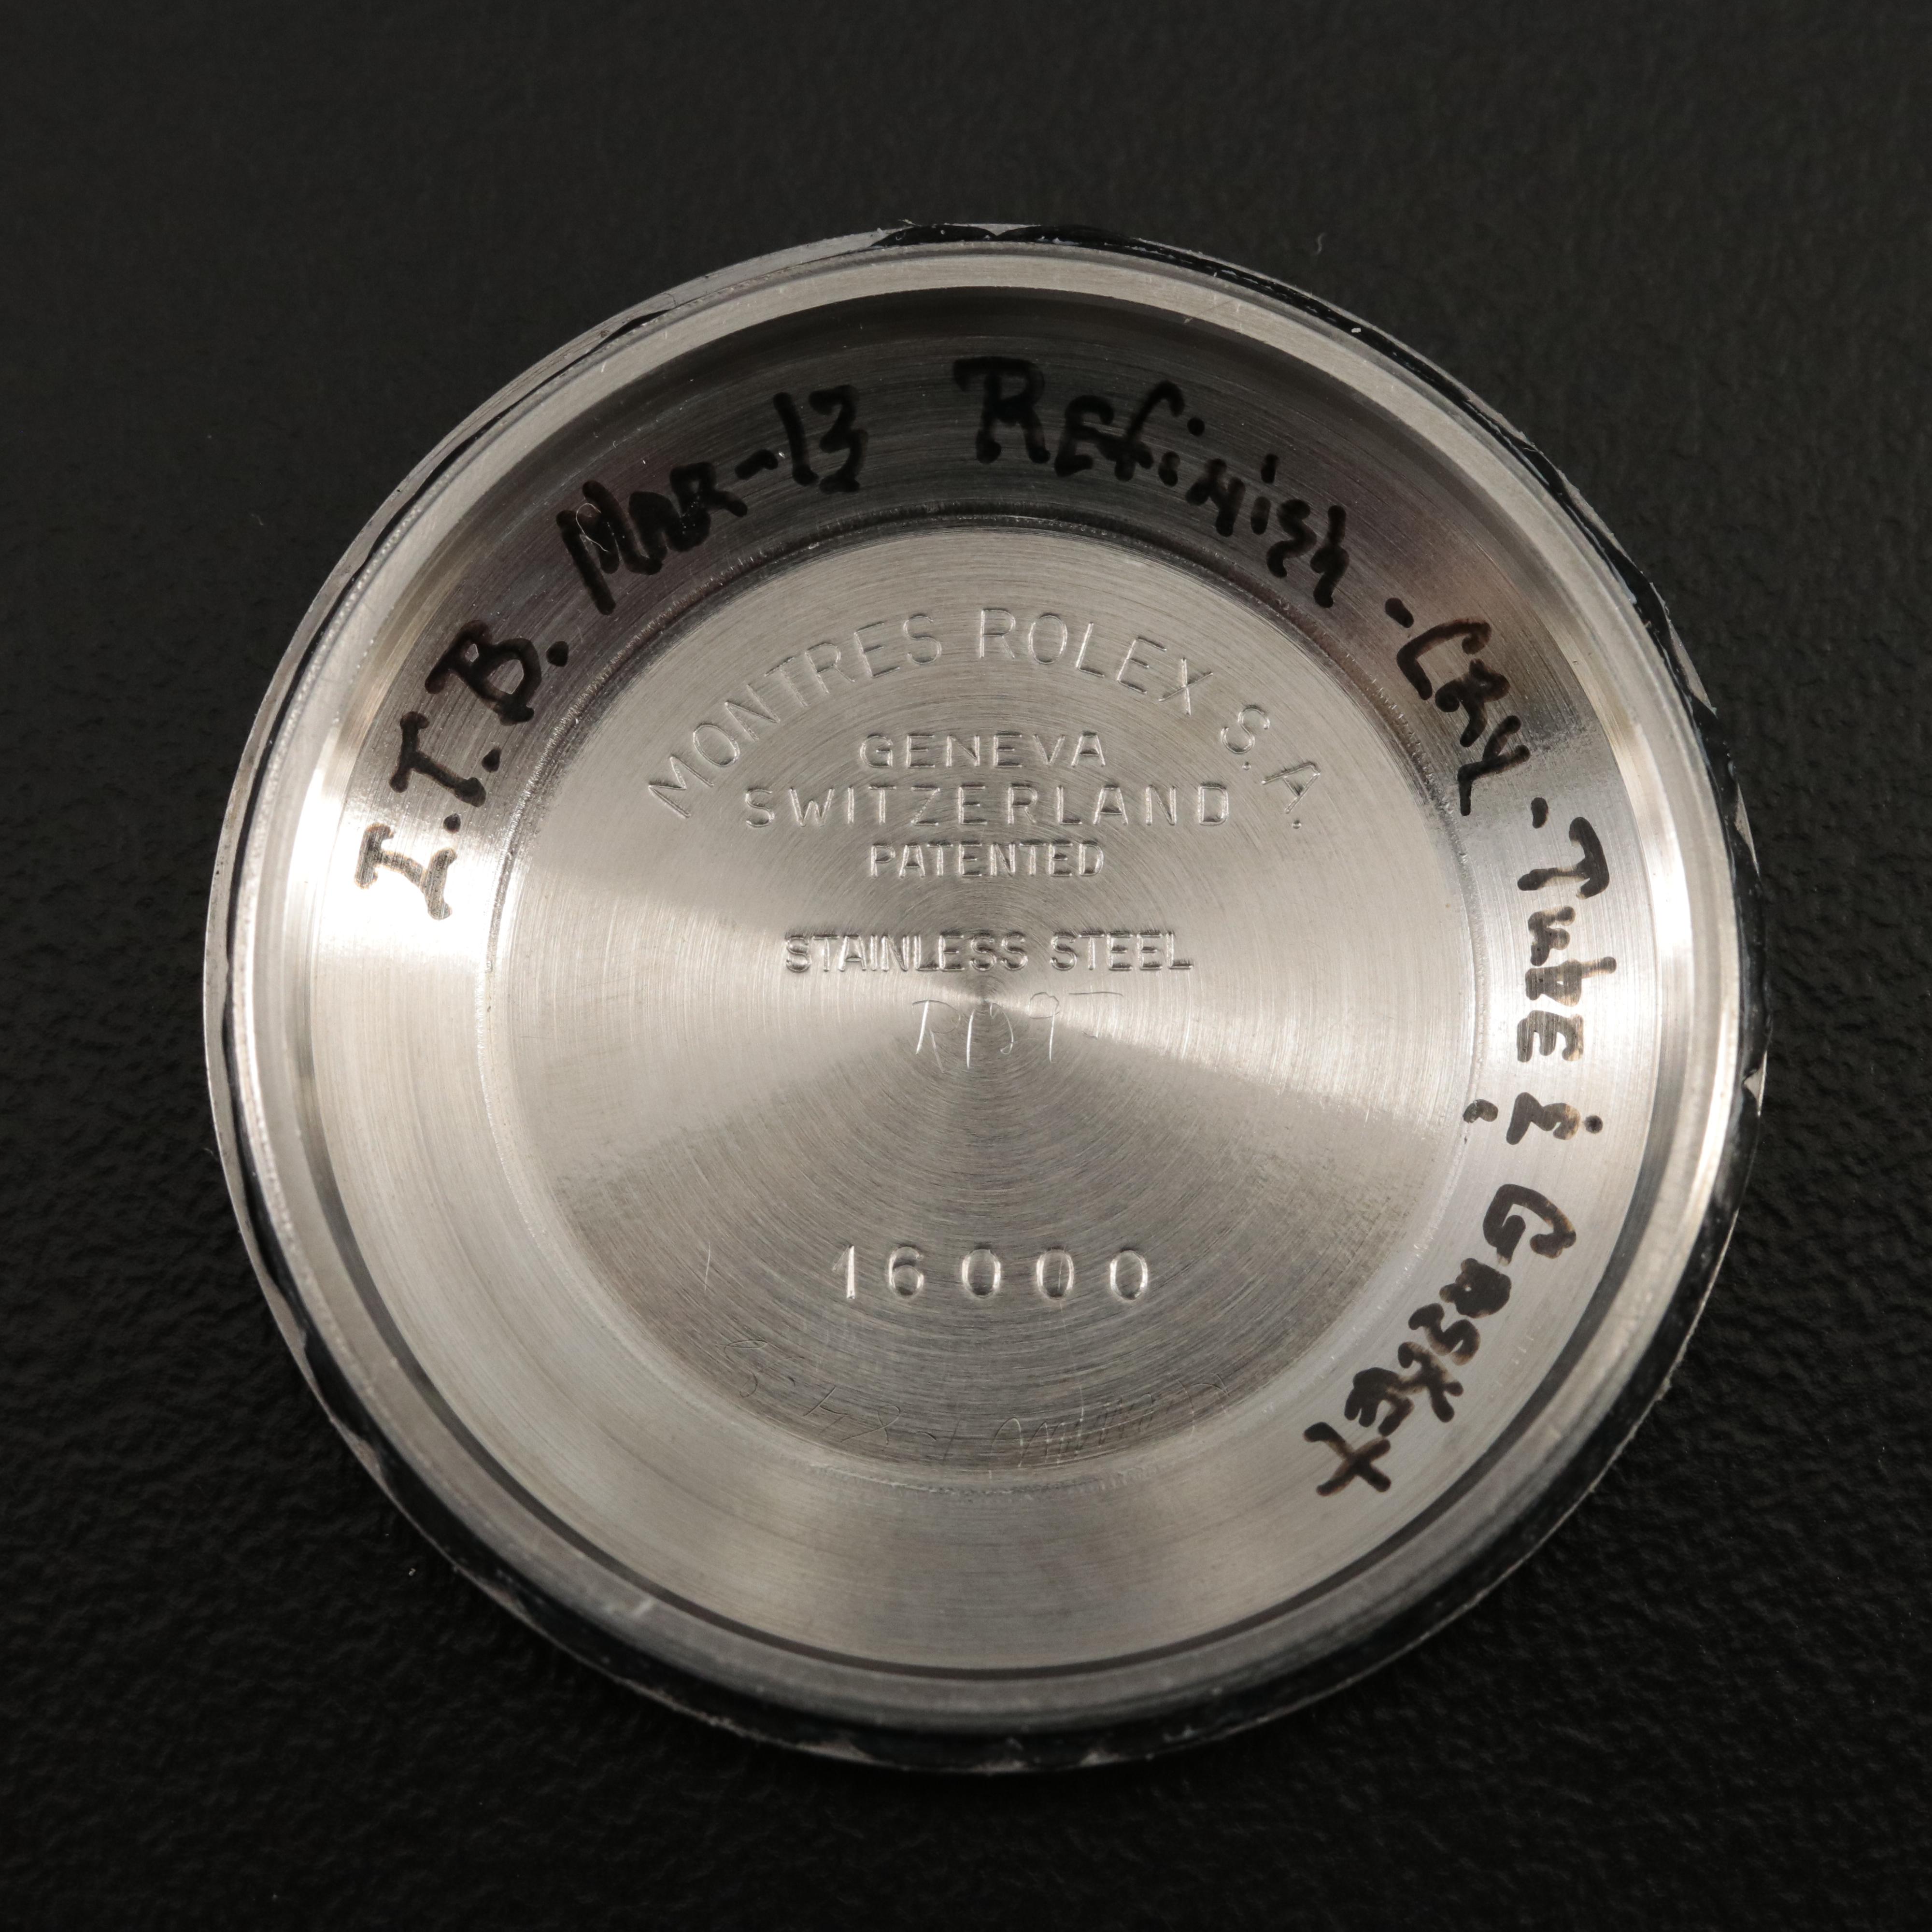 I.T.B. Mar-13 Refinish - Cry - Tube & Gasket
MONTRES ROLEX S.A.
GENEVA
SWITZERLAND
PATENTED
STAINLESS STEEL
16000